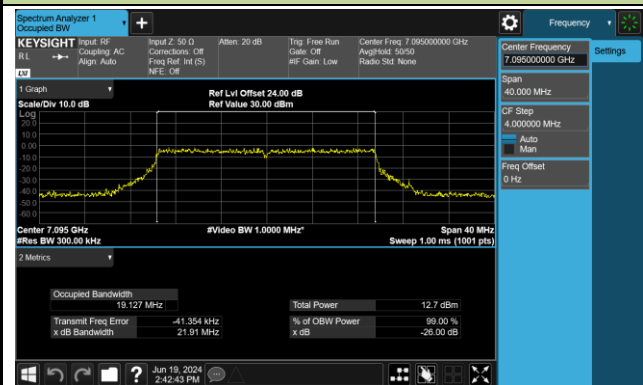 Spectrum Analyzer 1
Occupied BW
Frequency
KEYSIGHT
RL
LXI
Input: RF
Coupling: AC
Align: Auto
Input Z: 50 Ω
Corrections: Off
Freq Ref: Int (S)
NFE: Off
Atten: 20 dB
Trig: Free Run
Gate: Off
#IF Gain: Low
Center Freq: 7.095000000 GHz
Avg|Hold: 50/50
Radio Std: None
Center Frequency
7.095000000 GHz
Settings
Span
40.000 MHz
CF Step
4.000000 MHz
Auto
Man
Freq Offset
0 Hz
1 Graph
Scale/Div 10.0 dB
Ref Lvl Offset 24.00 dB
Ref Value 30.00 dBm
Log
20.0
10.0
0.00
-10.0
-20.0
-30.0
-40.0
-50.0
-60.0
Center 7.095 GHz
#Res BW 300.00 kHz
#Video BW 1.0000 MHz*
Span 40 MHz
Sweep 1.00 ms (1001 pts)
2 Metrics
Occupied Bandwidth
19.127 MHz
Total Power 12.7 dBm
Transmit Freq Error -41.354 kHz
% of OBW Power 99.00 %
x dB Bandwidth 21.91 MHz
x dB -26.00 dB
Jun 19, 2024
2:42:43 PM